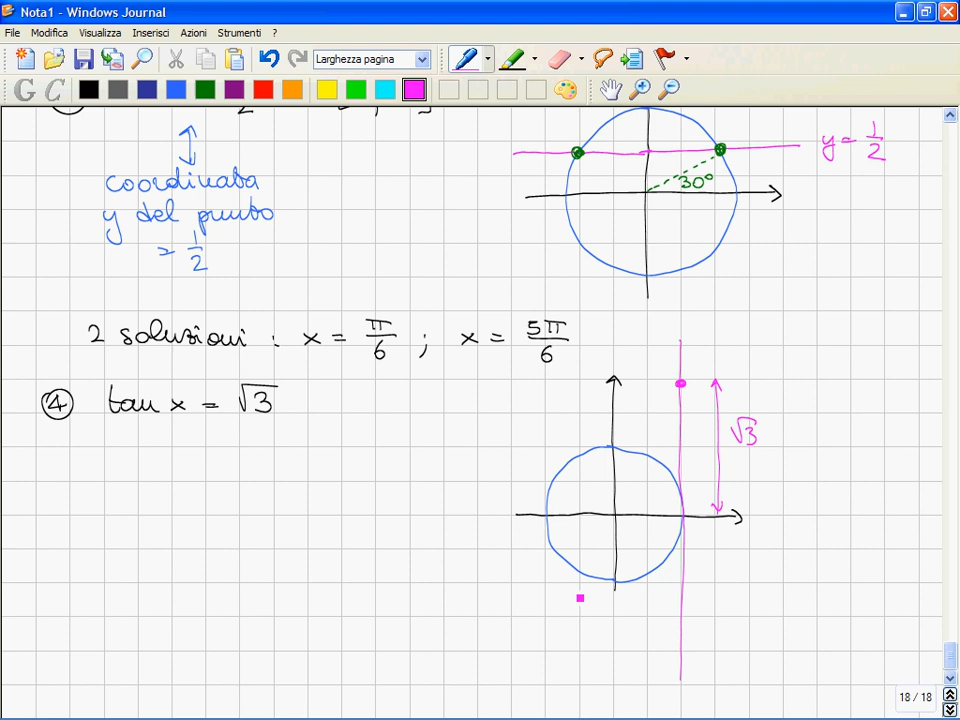 Nota1 - Windows Journal
File Modifica Visualizza Inserisci Azioni Strumenti ?
Larghezza pagina
G C
y = 1/2
30°
coordinata
y del punto
= 1/2
2 soluzioni : x = π/6 ; x = 5π/6
④ tan x = √3
√3
18 / 18